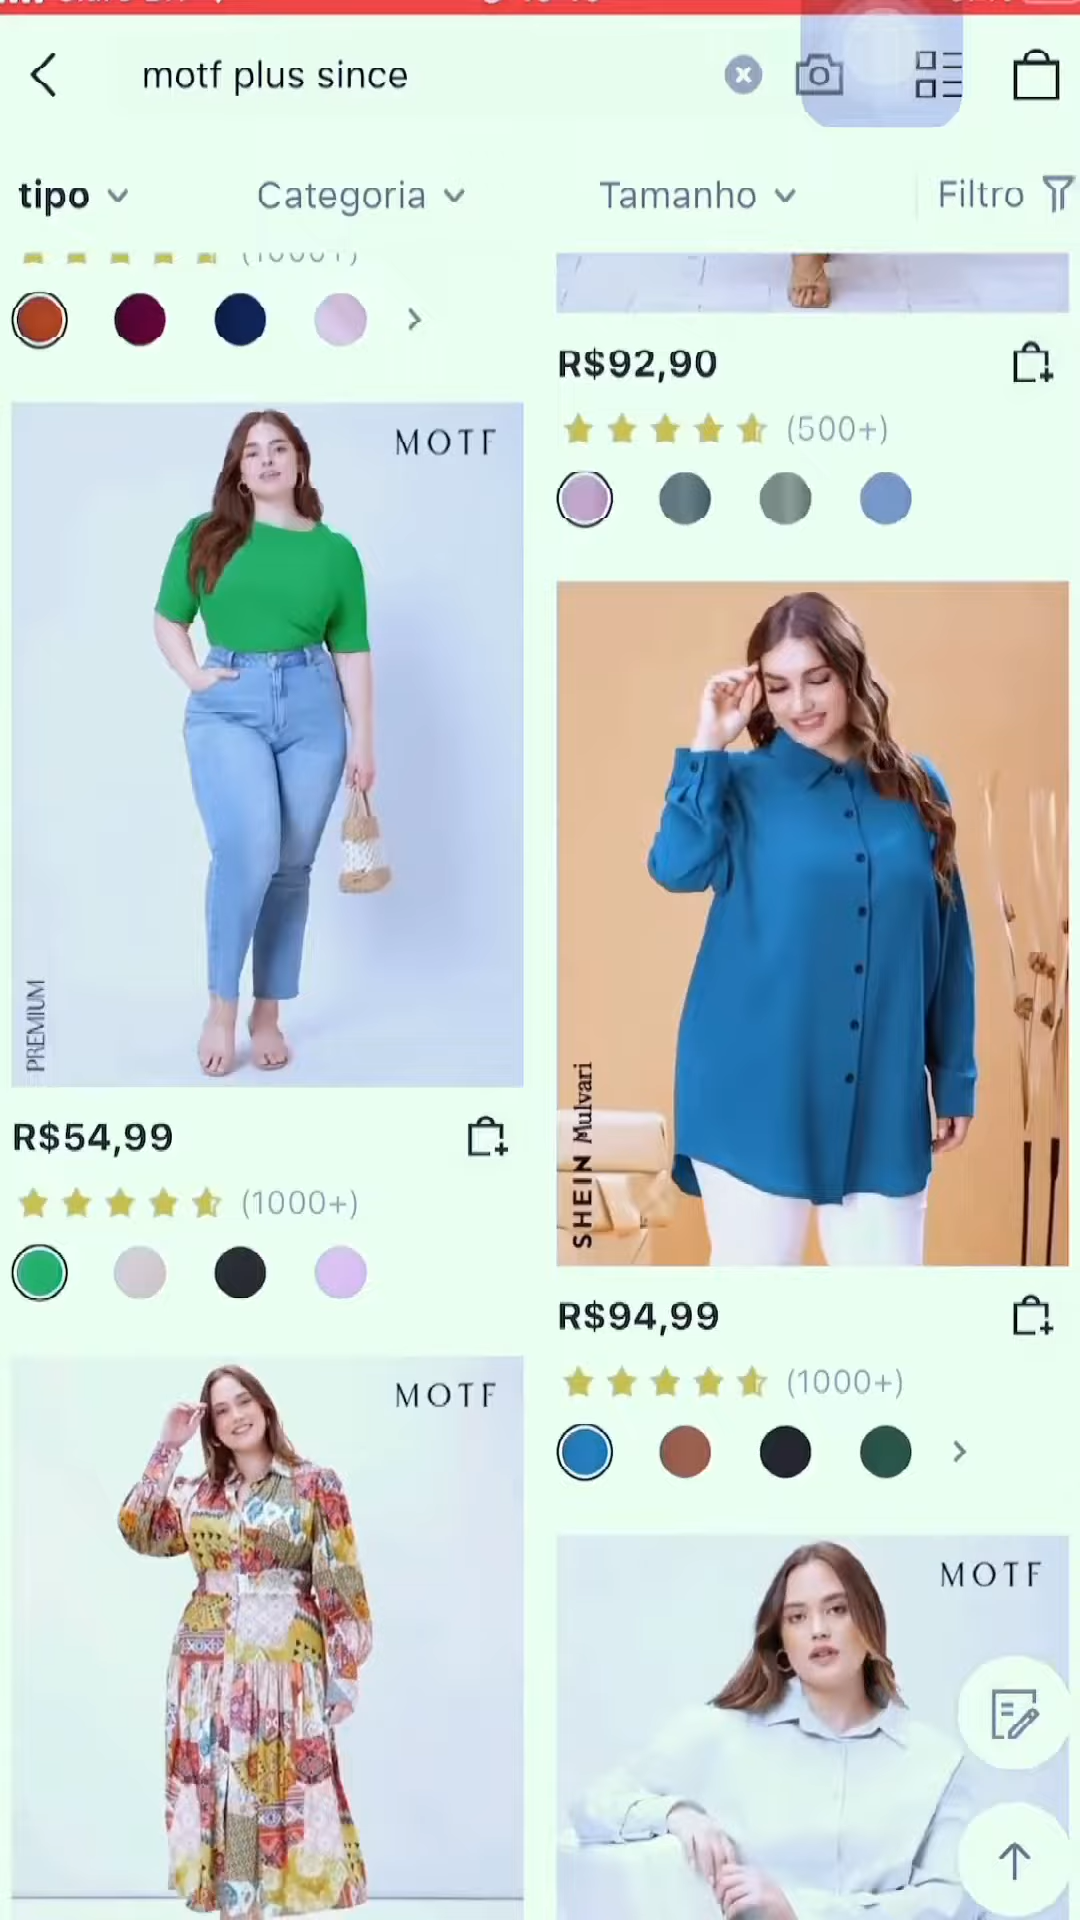 motf plus since
tipo
Categoria
Tamanho
Filtro
R$92,90
(500+)
MOTF
PREMIUM
R$54,99
(1000+)
SHEIN Mulvari
R$94,99
(1000+)
MOTF
MOTF